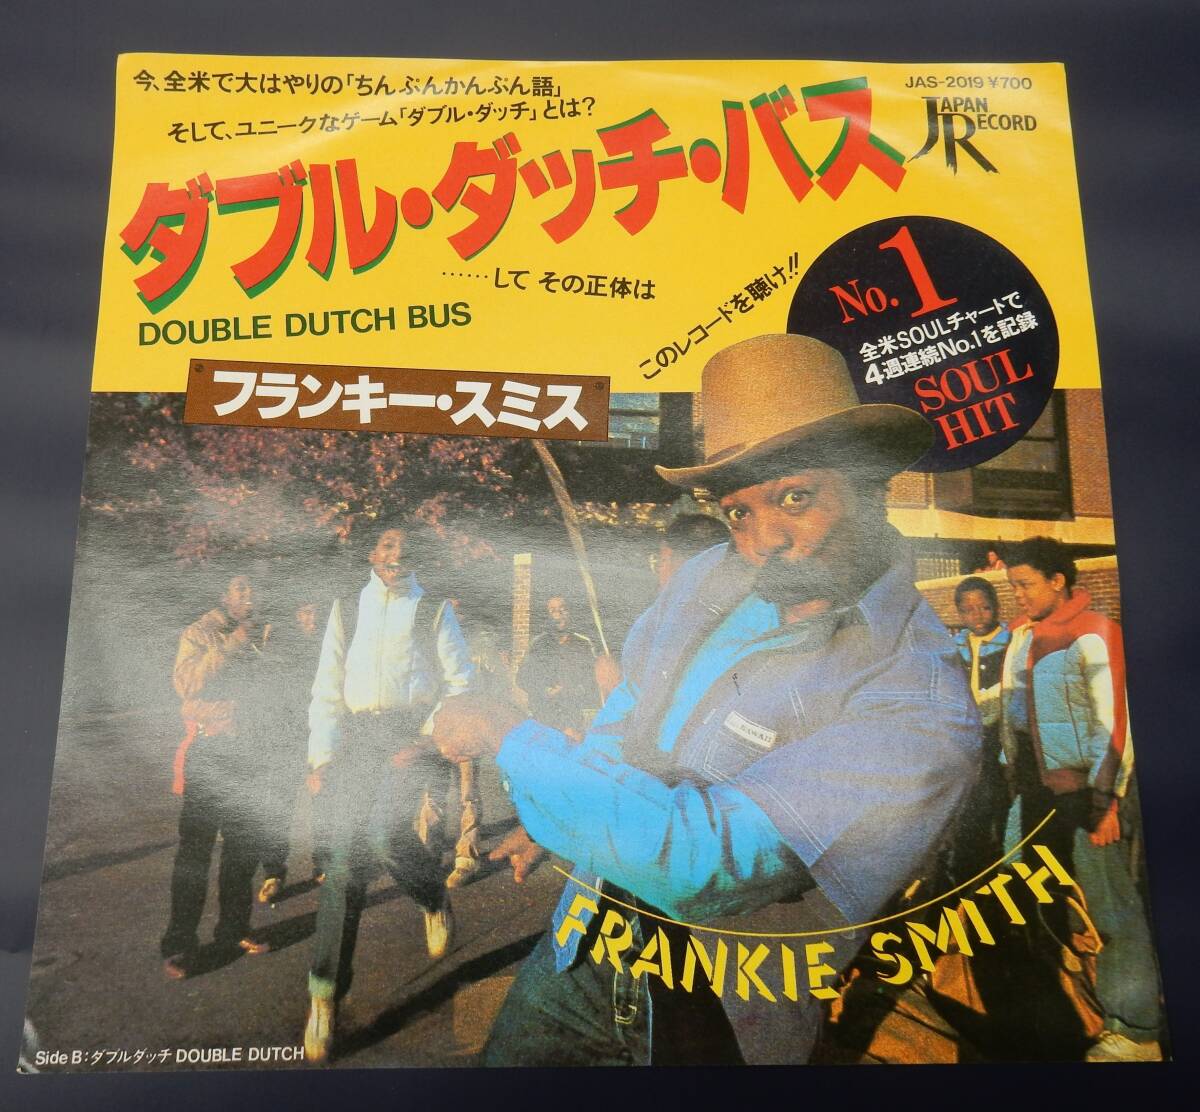 今、全米で大はやりの「ちんぷんかんぷん語」
そして、ユニークなゲーム「ダブル・ダッチ」とは?
JAS-2019 ¥700
JAPAN
RECORD
ダブル・ダッチ・バス
……して その正体は
DOUBLE DUTCH BUS
このレコードを聴け!!
No.1
全米SOULチャートで
4週連続No.1を記録
SOUL
HIT
フランキー・スミス
HAWAII
FRANKIE SMITH
Side B:ダブルダッチ DOUBLE DUTCH